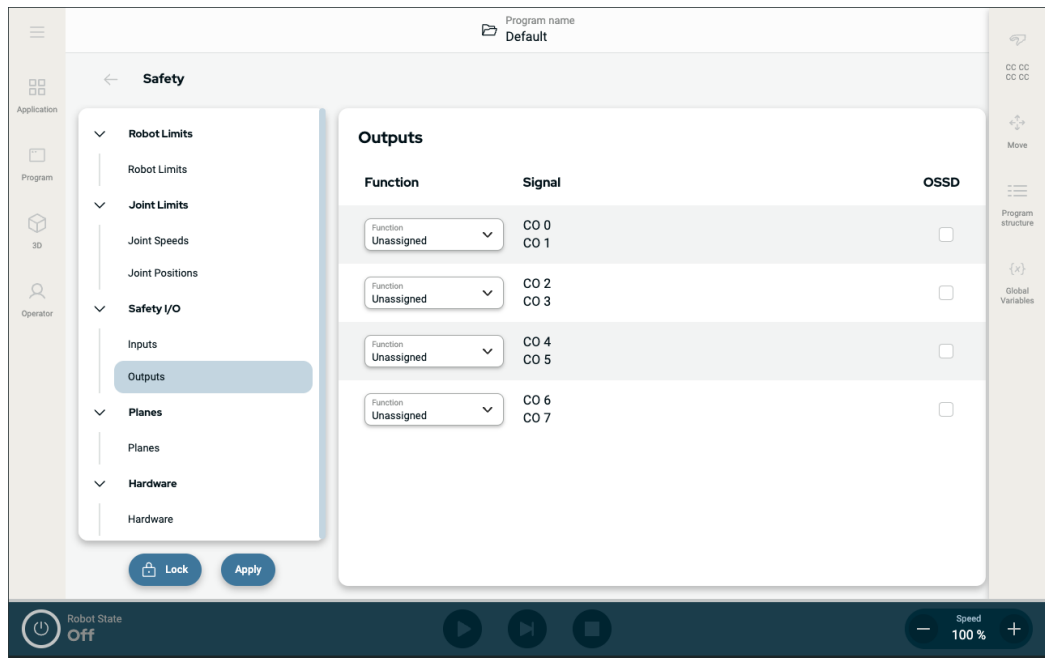 Program name
Default
Application
Program
3D
Operator
Safety
Robot Limits
Robot Limits
Joint Limits
Joint Speeds
Joint Positions
Safety I/O
Inputs
Outputs
Planes
Planes
Hardware
Hardware
Lock
Apply
Outputs
Function Signal OSSD
Function
Unassigned
CO 0
CO 1
Function
Unassigned
CO 2
CO 3
Function
Unassigned
CO 4
CO 5
Function
Unassigned
CO 6
CO 7
CC CC
CC CC
Move
Program
structure
{x}
Global
Variables
Robot State
Off
Speed
100 %